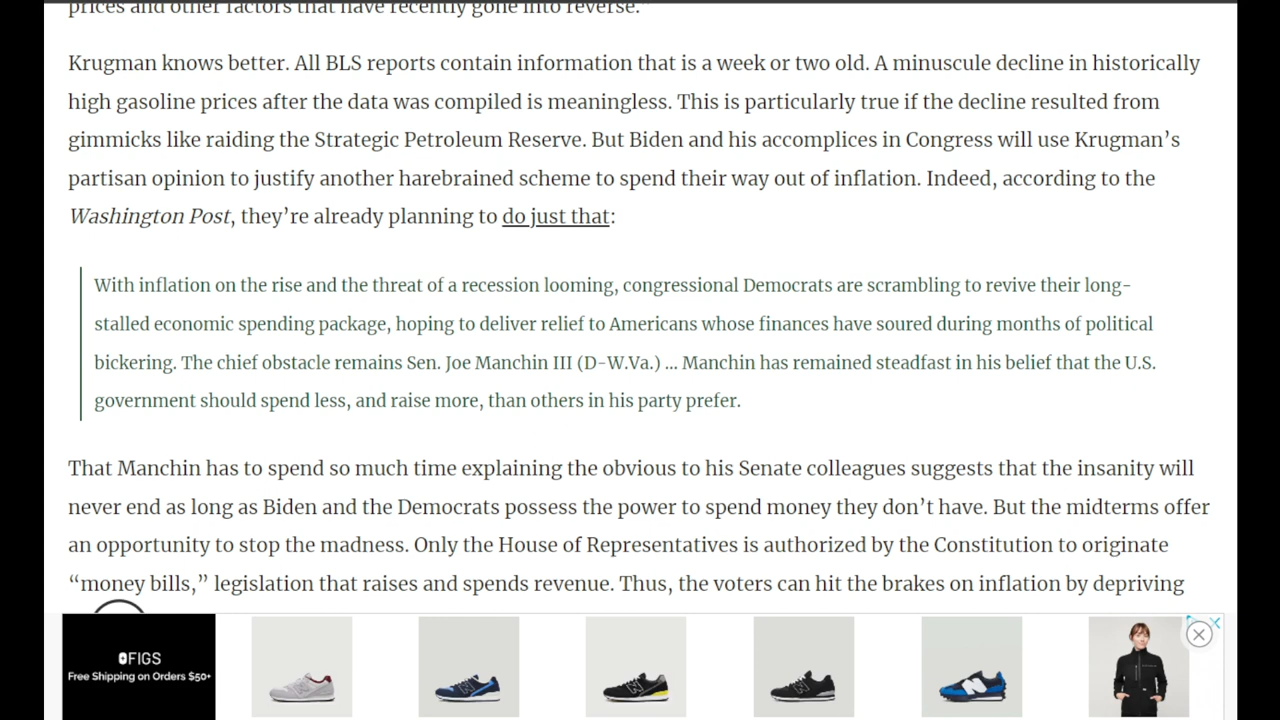 prices and other factors that have recently gone into reverse.”
Krugman knows better. All BLS reports contain information that is a week or two old. A minuscule decline in historically
high gasoline prices after the data was compiled is meaningless. This is particularly true if the decline resulted from
gimmicks like raiding the Strategic Petroleum Reserve. But Biden and his accomplices in Congress will use Krugman’s
partisan opinion to justify another harebrained scheme to spend their way out of inflation. Indeed, according to the
Washington Post, they’re already planning to do just that:
With inflation on the rise and the threat of a recession looming, congressional Democrats are scrambling to revive their long-
stalled economic spending package, hoping to deliver relief to Americans whose finances have soured during months of political
bickering. The chief obstacle remains Sen. Joe Manchin III (D-W.Va.) ... Manchin has remained steadfast in his belief that the U.S.
government should spend less, and raise more, than others in his party prefer.
That Manchin has to spend so much time explaining the obvious to his Senate colleagues suggests that the insanity will
never end as long as Biden and the Democrats possess the power to spend money they don’t have. But the midterms offer
an opportunity to stop the madness. Only the House of Representatives is authorized by the Constitution to originate
“money bills,” legislation that raises and spends revenue. Thus, the voters can hit the brakes on inflation by depriving
FIGS
Free Shipping on Orders $50+